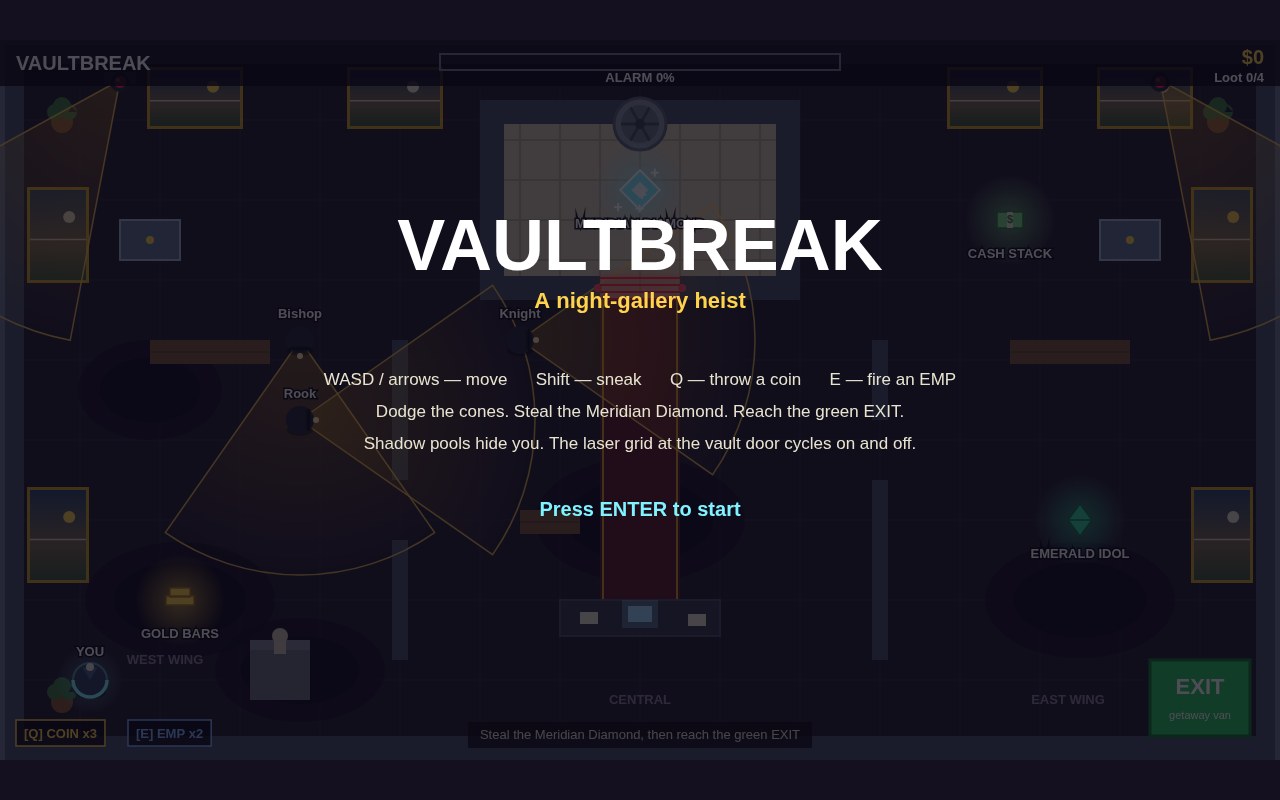 VAULTBREAK
ALARM 0%
$0
Loot 0/4
VAULTBREAK
A night-gallery heist
CASH STACK
Bishop
Knight
Rook
WASD / arrows — move Shift — sneak Q — throw a coin E — fire an EMP
Dodge the cones. Steal the Meridian Diamond. Reach the green EXIT.
Shadow pools hide you. The laser grid at the vault door cycles on and off.
Press ENTER to start
EMERALD IDOL
GOLD BARS
YOU
WEST WING
CENTRAL
EAST WING
EXIT
getaway van
[Q] COIN x3
[E] EMP x2
Steal the Meridian Diamond, then reach the green EXIT